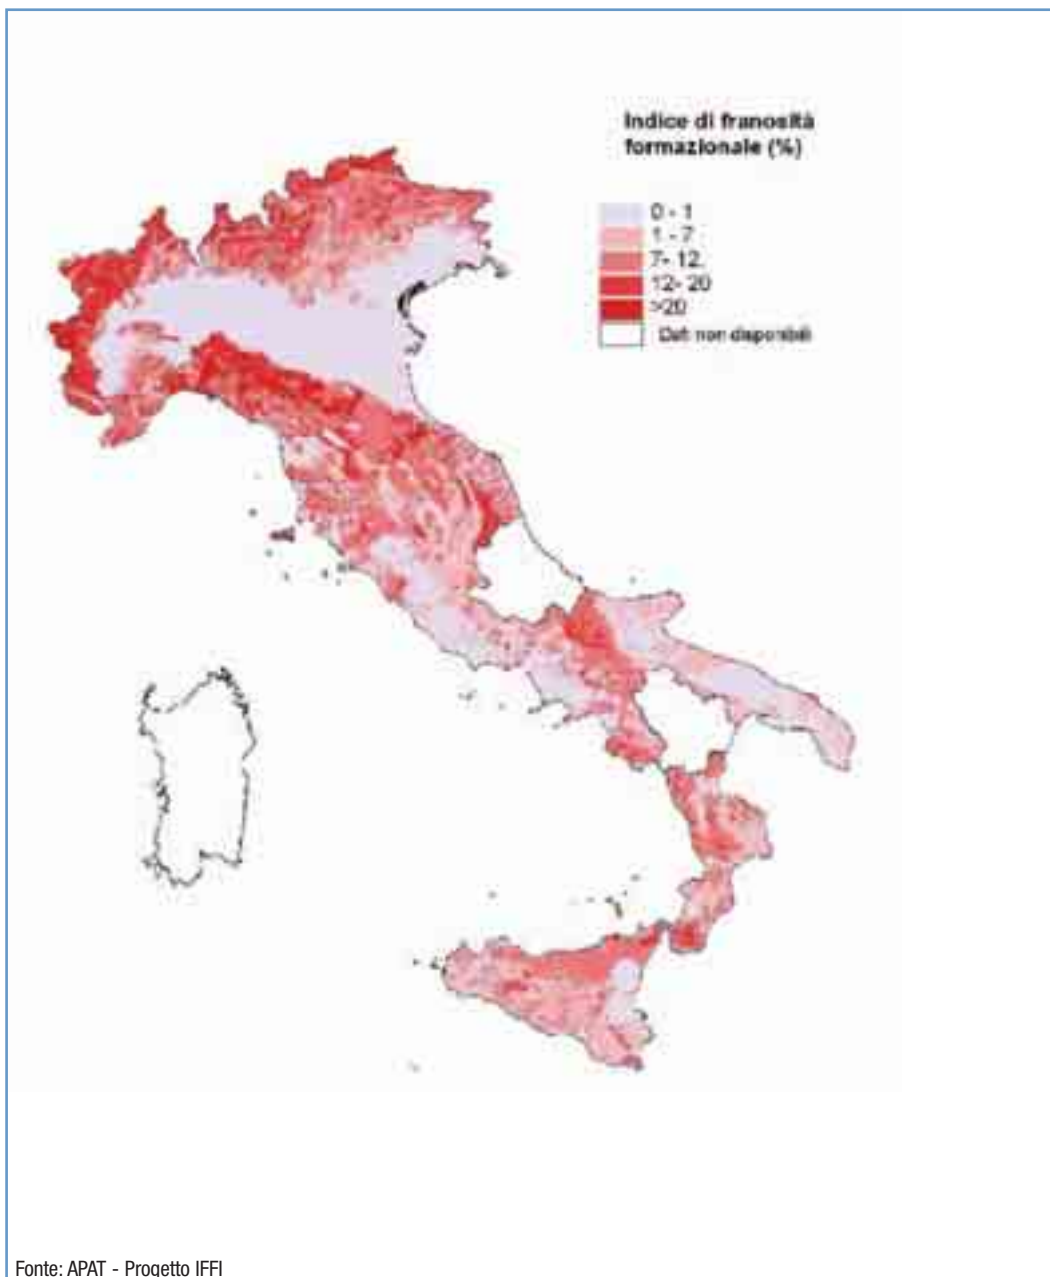 Indice di franosità
formazionale (%)
0 - 1
1 - 7
7- 12
12- 20
>20
Dati non disponibili
Fonte: APAT - Progetto IFFI